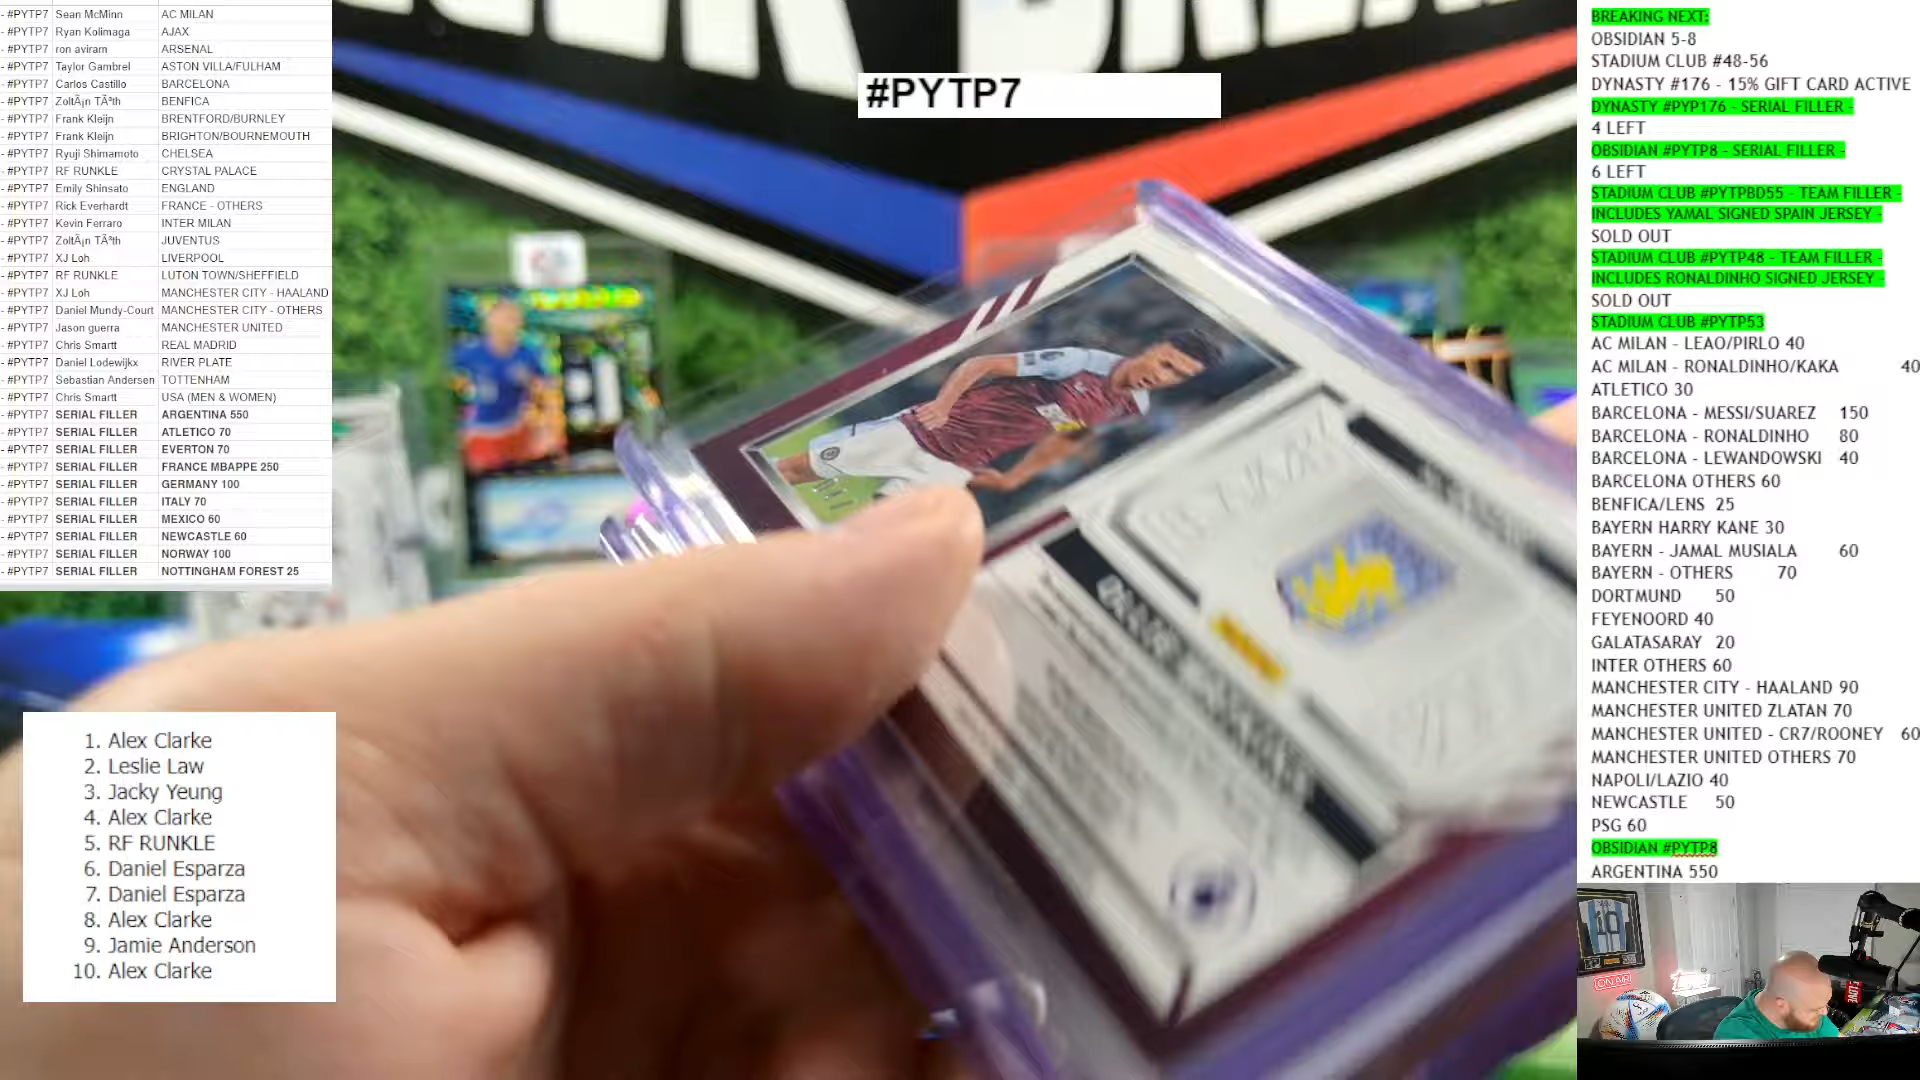 - #PYTP7 Sean McMinn AC MILAN
- #PYTP7 Ryan Kolimaga AJAX
- #PYTP7 ron aviram ARSENAL
- #PYTP7 Taylor Gambrel ASTON VILLA/FULHAM
- #PYTP7 Carlos Castillo BARCELONA
- #PYTP7 ZoltÃ¡n TÃ³th BENFICA
- #PYTP7 Frank Kleijn BRENTFORD/BURNLEY
- #PYTP7 Frank Kleijn BRIGHTON/BOURNEMOUTH
- #PYTP7 Ryuji Shimamoto CHELSEA
- #PYTP7 RF RUNKLE CRYSTAL PALACE
- #PYTP7 Emily Shinsato ENGLAND
- #PYTP7 Rick Everhardt FRANCE - OTHERS
- #PYTP7 Kevin Ferraro INTER MILAN
- #PYTP7 ZoltÃ¡n TÃ³th JUVENTUS
- #PYTP7 XJ Loh LIVERPOOL
- #PYTP7 RF RUNKLE LUTON TOWN/SHEFFIELD
- #PYTP7 XJ Loh MANCHESTER CITY - HAALAND
- #PYTP7 Daniel Mundy-Court MANCHESTER CITY - OTHERS
- #PYTP7 Jason guerra MANCHESTER UNITED
- #PYTP7 Chris Smartt REAL MADRID
- #PYTP7 Daniel Lodewijkx RIVER PLATE
- #PYTP7 Sebastian Andersen TOTTENHAM
- #PYTP7 Chris Smartt USA (MEN & WOMEN)
- #PYTP7 SERIAL FILLER ARGENTINA 550
- #PYTP7 SERIAL FILLER ATLETICO 70
- #PYTP7 SERIAL FILLER EVERTON 70
- #PYTP7 SERIAL FILLER FRANCE MBAPPE 250
- #PYTP7 SERIAL FILLER GERMANY 100
- #PYTP7 SERIAL FILLER ITALY 70
- #PYTP7 SERIAL FILLER MEXICO 60
- #PYTP7 SERIAL FILLER NEWCASTLE 60
- #PYTP7 SERIAL FILLER NORWAY 100
- #PYTP7 SERIAL FILLER NOTTINGHAM FOREST 25
#PYTP7
1. Alex Clarke
2. Leslie Law
3. Jacky Yeung
4. Alex Clarke
5. RF RUNKLE
6. Daniel Esparza
7. Daniel Esparza
8. Alex Clarke
9. Jamie Anderson
10. Alex Clarke
BREAKING NEXT:
OBSIDIAN 5-8
STADIUM CLUB #48-56
DYNASTY #176 - 15% GIFT CARD ACTIVE
DYNASTY #PYP176 - SERIAL FILLER -
4 LEFT
OBSIDIAN #PYTP8 - SERIAL FILLER -
6 LEFT
STADIUM CLUB #PYTPBD55 - TEAM FILLER -
INCLUDES YAMAL SIGNED SPAIN JERSEY -
SOLD OUT
STADIUM CLUB #PYTP48 - TEAM FILLER -
INCLUDES RONALDINHO SIGNED JERSEY -
SOLD OUT
STADIUM CLUB #PYTP53
AC MILAN - LEAO/PIRLO 40
AC MILAN - RONALDINHO/KAKA 40
ATLETICO 30
BARCELONA - MESSI/SUAREZ 150
BARCELONA - RONALDINHO 80
BARCELONA - LEWANDOWSKI 40
BARCELONA OTHERS 60
BENFICA/LENS 25
BAYERN HARRY KANE 30
BAYERN - JAMAL MUSIALA 60
BAYERN - OTHERS 70
DORTMUND 50
FEYENOORD 40
GALATASARAY 20
INTER OTHERS 60
MANCHESTER CITY - HAALAND 90
MANCHESTER UNITED ZLATAN 70
MANCHESTER UNITED - CR7/ROONEY 60
MANCHESTER UNITED OTHERS 70
NAPOLI/LAZIO 40
NEWCASTLE 50
PSG 60
OBSIDIAN #PYTP8
ARGENTINA 550
10
ON AIR